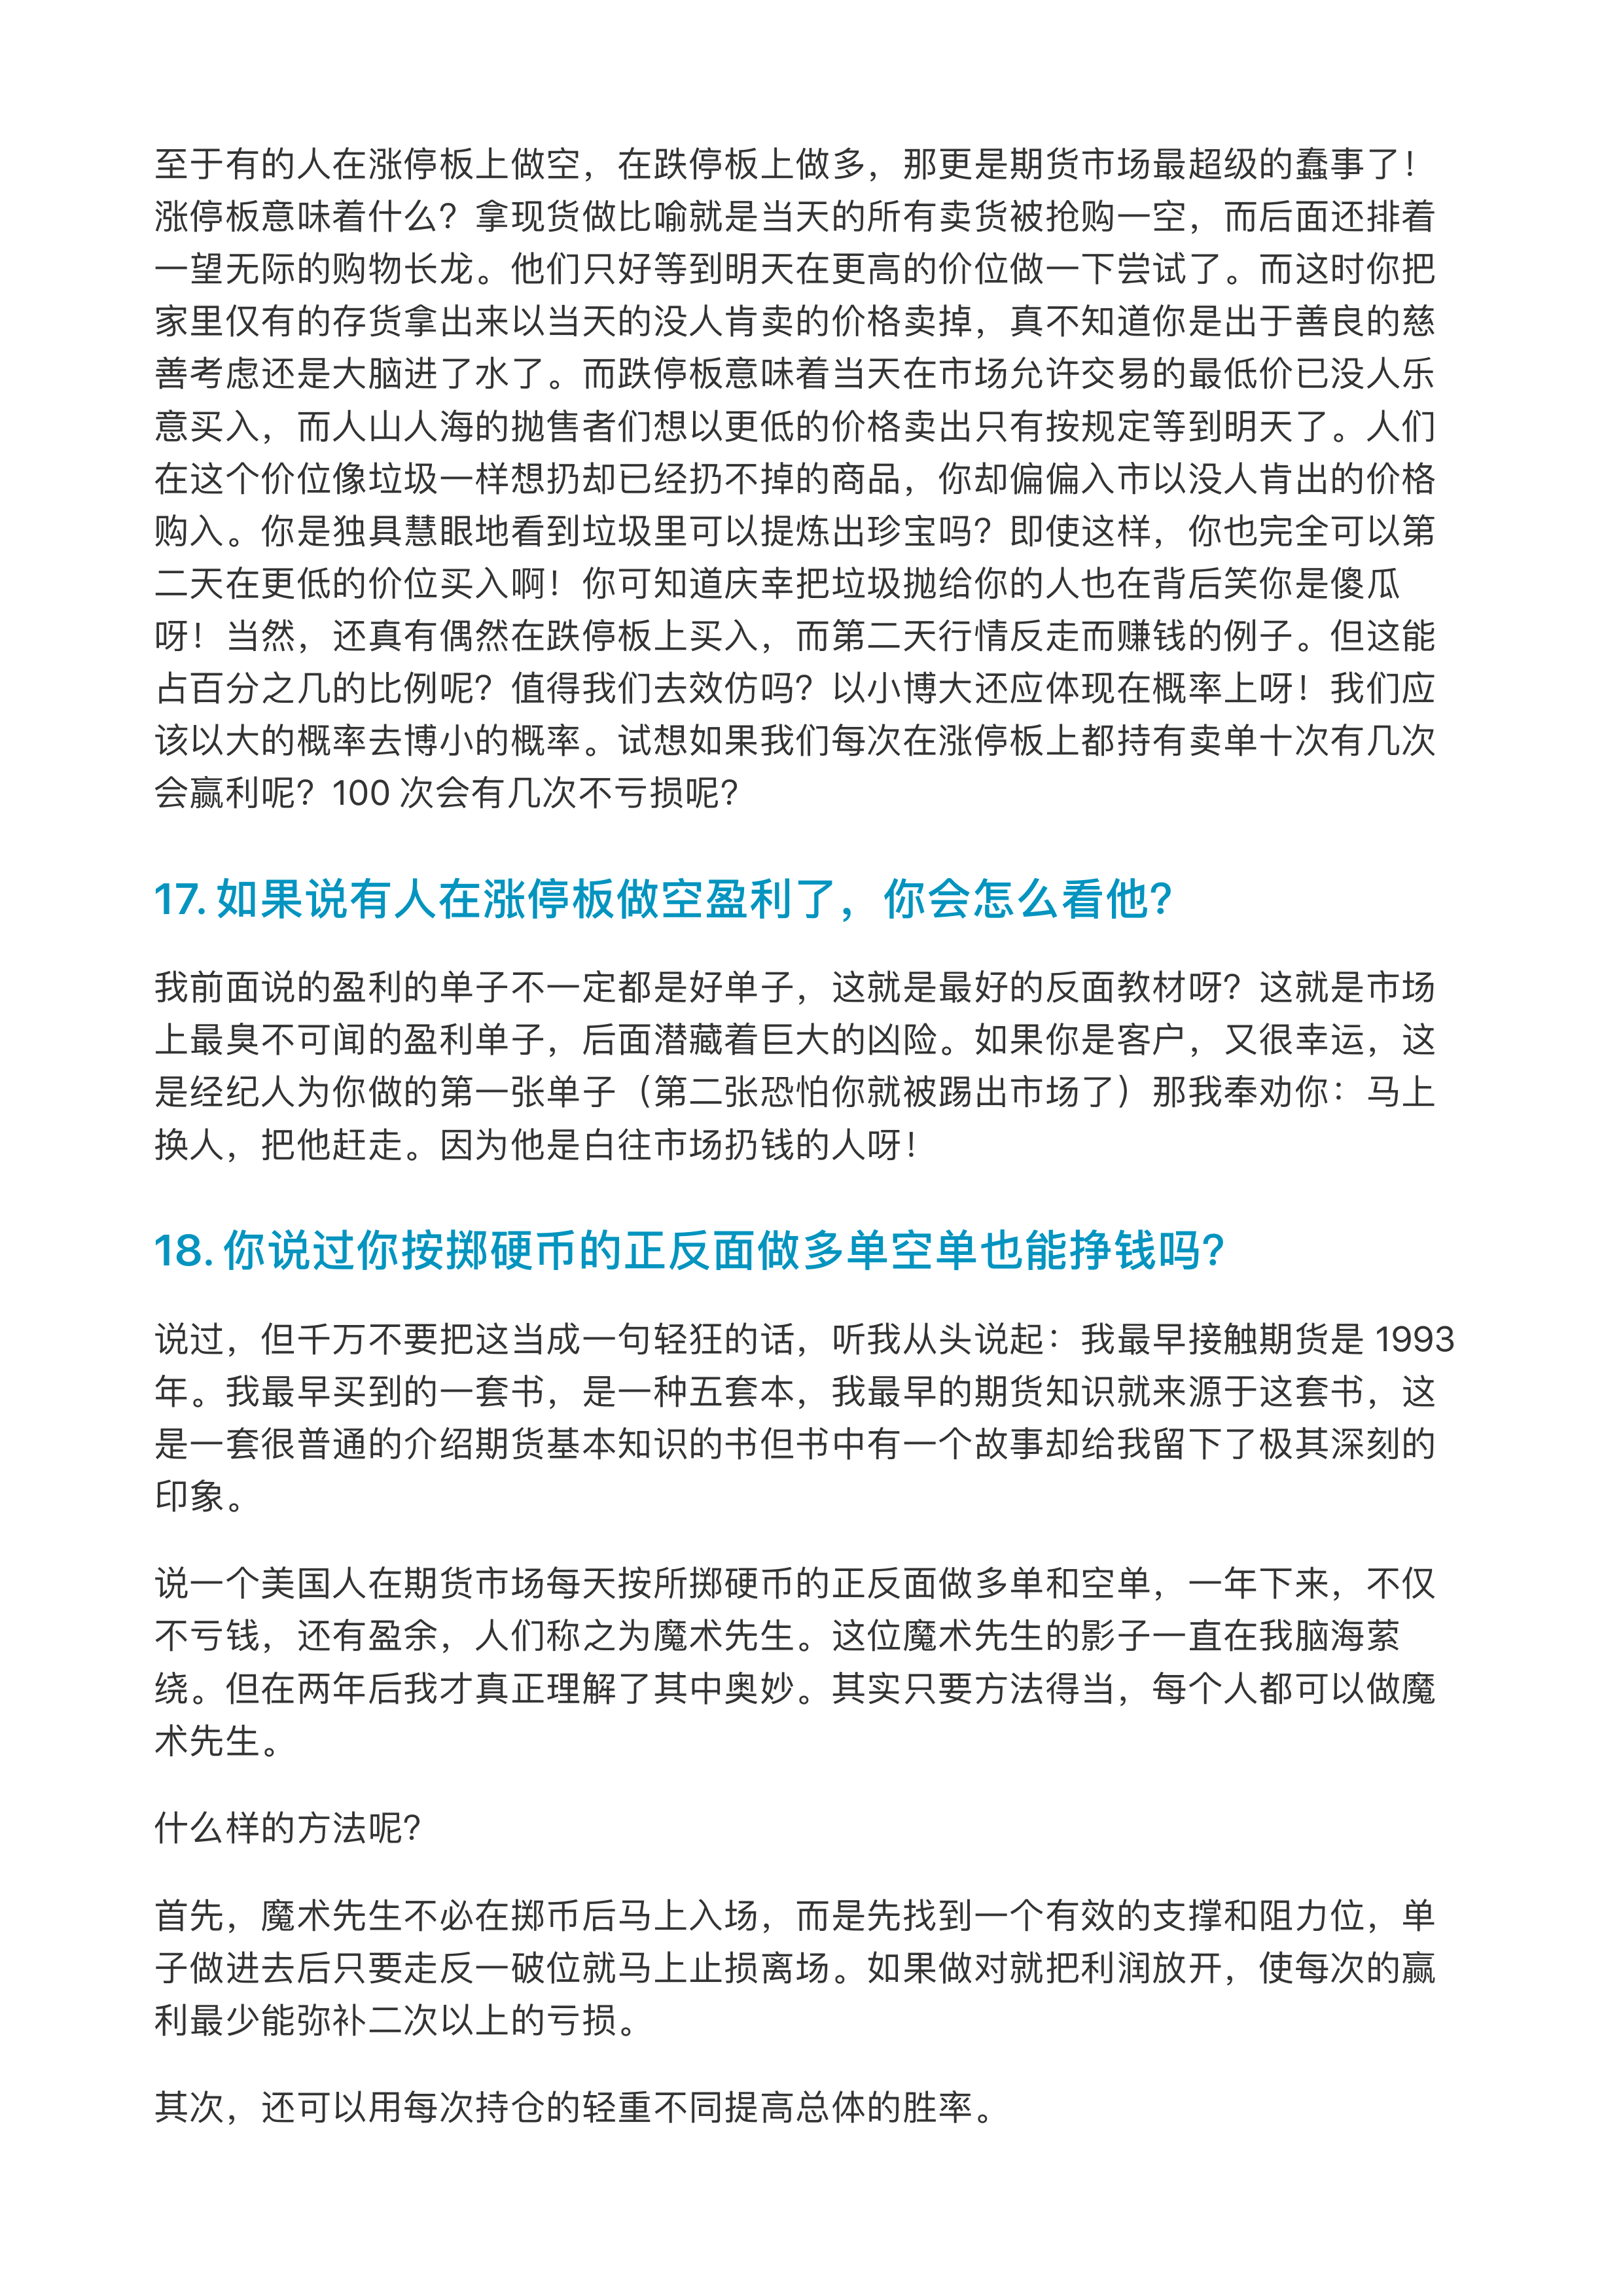 至于有的人在涨停板上做空，在跌停板上做多，那更是期货市场最超级的蠢事了！
涨停板意味着什么？拿现货做比喻就是当天的所有卖货被抢购一空，而后面还排着
一望无际的购物长龙。他们只好等到明天在更高的价位做一下尝试了。而这时你把
家里仅有的存货拿出来以当天的没人肯卖的价格卖掉，真不知道你是出于善良的慈
善考虑还是大脑进了水了。而跌停板意味着当天在市场允许交易的最低价已没人乐
意买入，而人山人海的抛售者们想以更低的价格卖出只有按规定等到明天了。人们
在这个价位像垃圾一样想扔却已经扔不掉的商品，你却偏偏入市以没人肯出的价格
购入。你是独具慧眼地看到垃圾里可以提炼出珍宝吗？即使这样，你也完全可以第
二天在更低的价位买入啊！你可知道庆幸把垃圾抛给你的人也在背后笑你是傻瓜
呀！当然，还真有偶然在跌停板上买入，而第二天行情反走而赚钱的例子。但这能
占百分之几的比例呢？值得我们去效仿吗？以小博大还应体现在概率上呀！我们应
该以大的概率去博小的概率。试想如果我们每次在涨停板上都持有卖单十次有几次
会赢利呢？100 次会有几次不亏损呢？
17. 如果说有人在涨停板做空盈利了，你会怎么看他?
我前面说的盈利的单子不一定都是好单子，这就是最好的反面教材呀？这就是市场
上最臭不可闻的盈利单子，后面潜藏着巨大的凶险。如果你是客户，又很幸运，这
是经纪人为你做的第一张单子（第二张恐怕你就被踢出市场了）那我奉劝你：马上
换人，把他赶走。因为他是白往市场扔钱的人呀！
18. 你说过你按掷硬币的正反面做多单空单也能挣钱吗?
说过，但千万不要把这当成一句轻狂的话，听我从头说起：我最早接触期货是 1993
年。我最早买到的一套书，是一种五套本，我最早的期货知识就来源于这套书，这
是一套很普通的介绍期货基本知识的书但书中有一个故事却给我留下了极其深刻的
印象。
说一个美国人在期货市场每天按所掷硬币的正反面做多单和空单，一年下来，不仅
不亏钱，还有盈余，人们称之为魔术先生。这位魔术先生的影子一直在我脑海萦
绕。但在两年后我才真正理解了其中奥妙。其实只要方法得当，每个人都可以做魔
术先生。
什么样的方法呢?
首先，魔术先生不必在掷币后马上入场，而是先找到一个有效的支撑和阻力位，单
子做进去后只要走反一破位就马上止损离场。如果做对就把利润放开，使每次的赢
利最少能弥补二次以上的亏损。
其次，还可以用每次持仓的轻重不同提高总体的胜率。